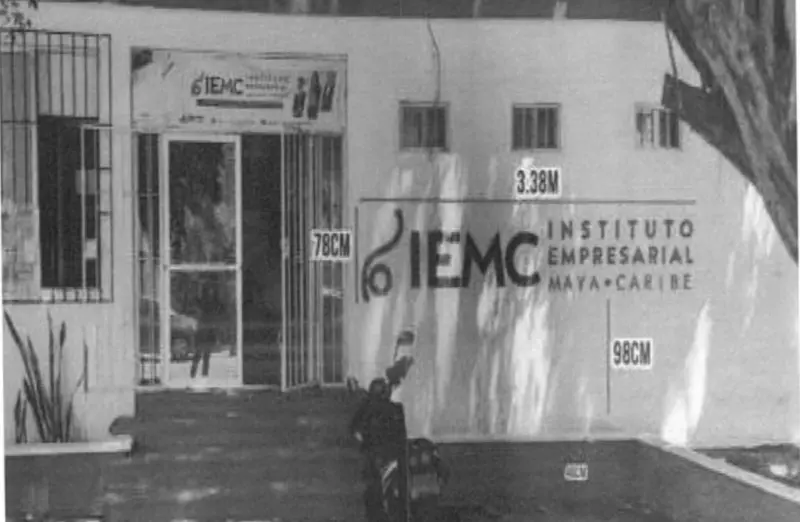 IEMC
3.38M
78CM
IEMC
INSTITUTO
EMPRESARIAL
MAYA • CARIBE
98CM